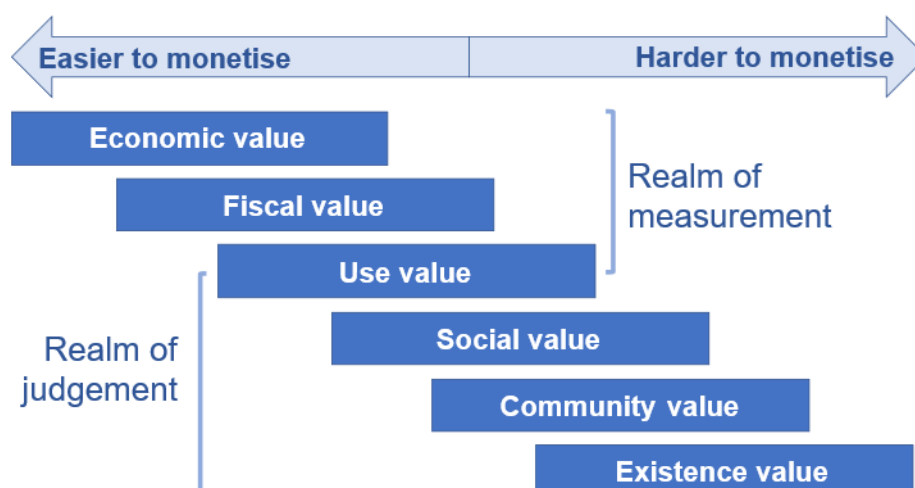 Easier to monetise
Harder to monetise
Economic value
Fiscal value
Realm of
measurement
Use value
Social value
Realm of
judgement
Community value
Existence value